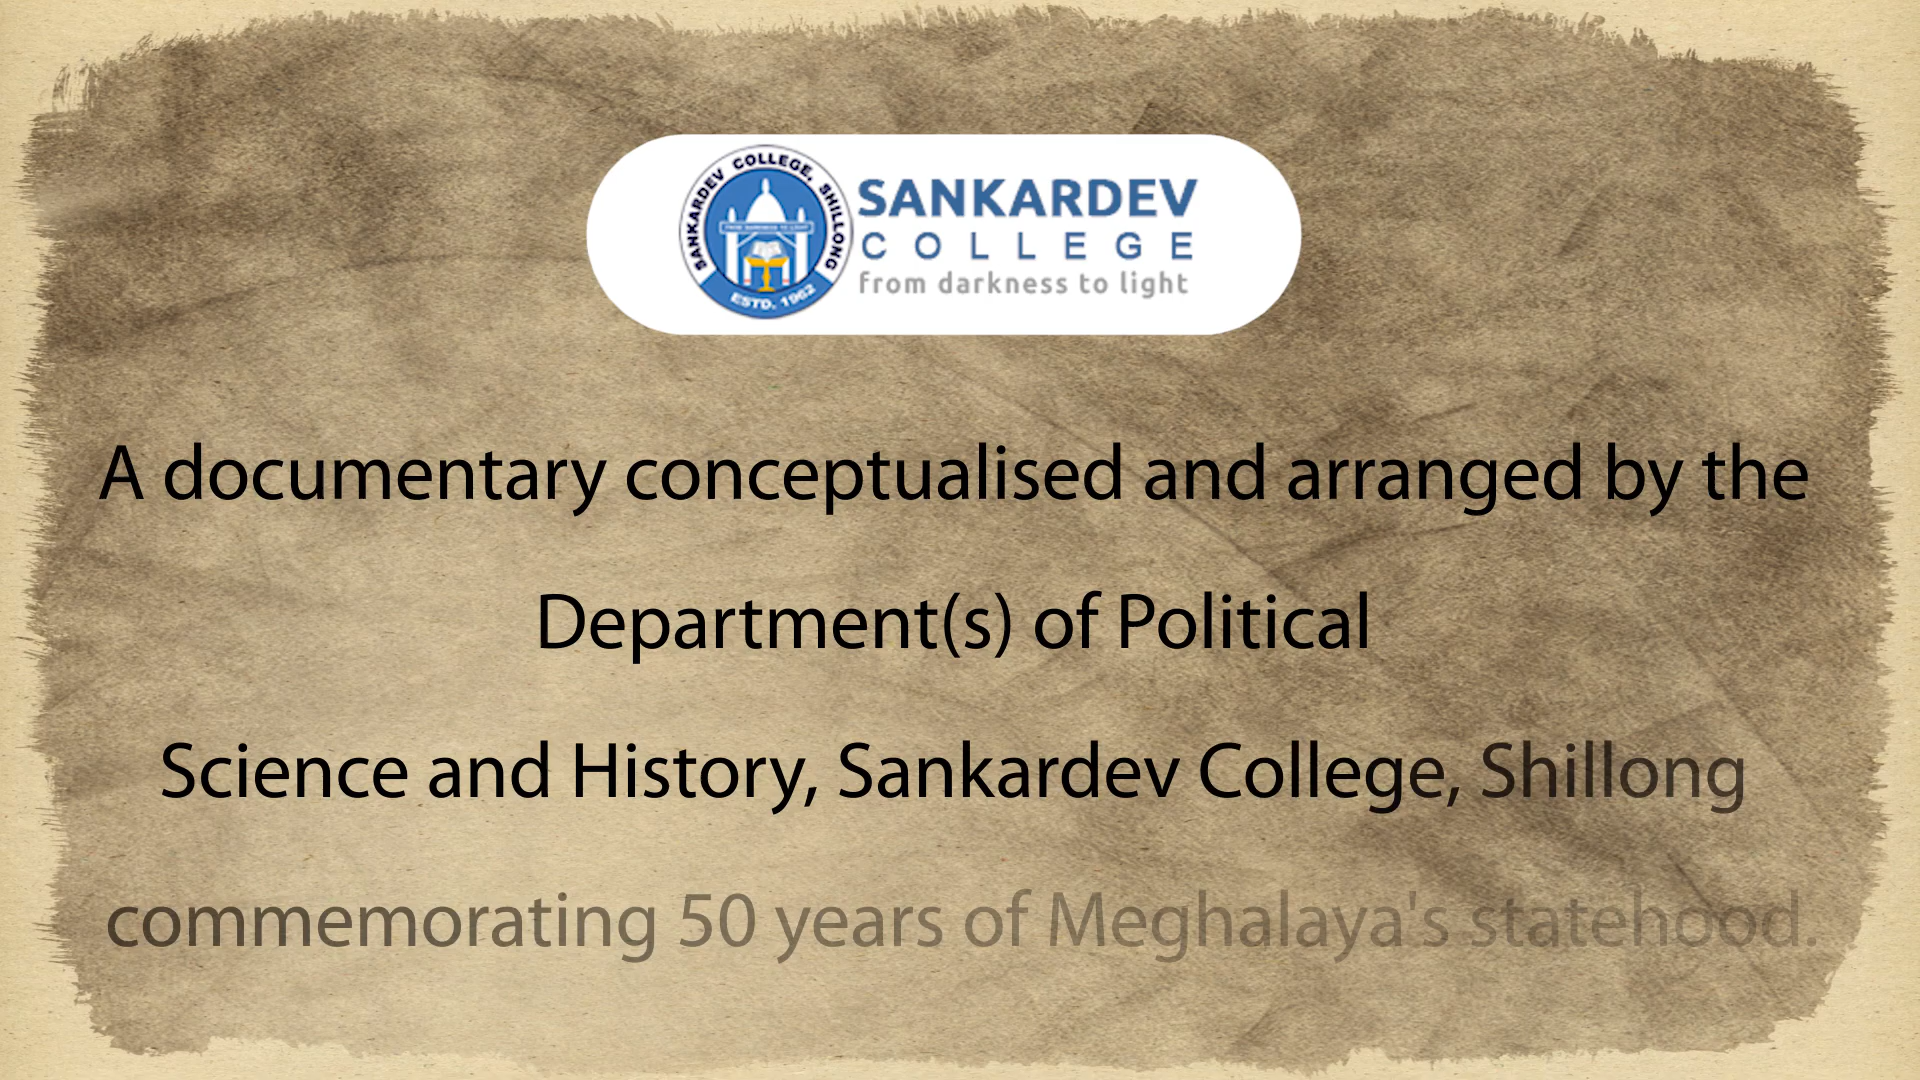 SANKARDEV COLLEGE, SHILLONG
ESTD. 1962
SANKARDEV
COLLEGE
from darkness to light
A documentary conceptualised and arranged by the
Department(s) of Political
Science and History, Sankardev College, Shillong
commemorating 50 years of Meghalaya's statehood.